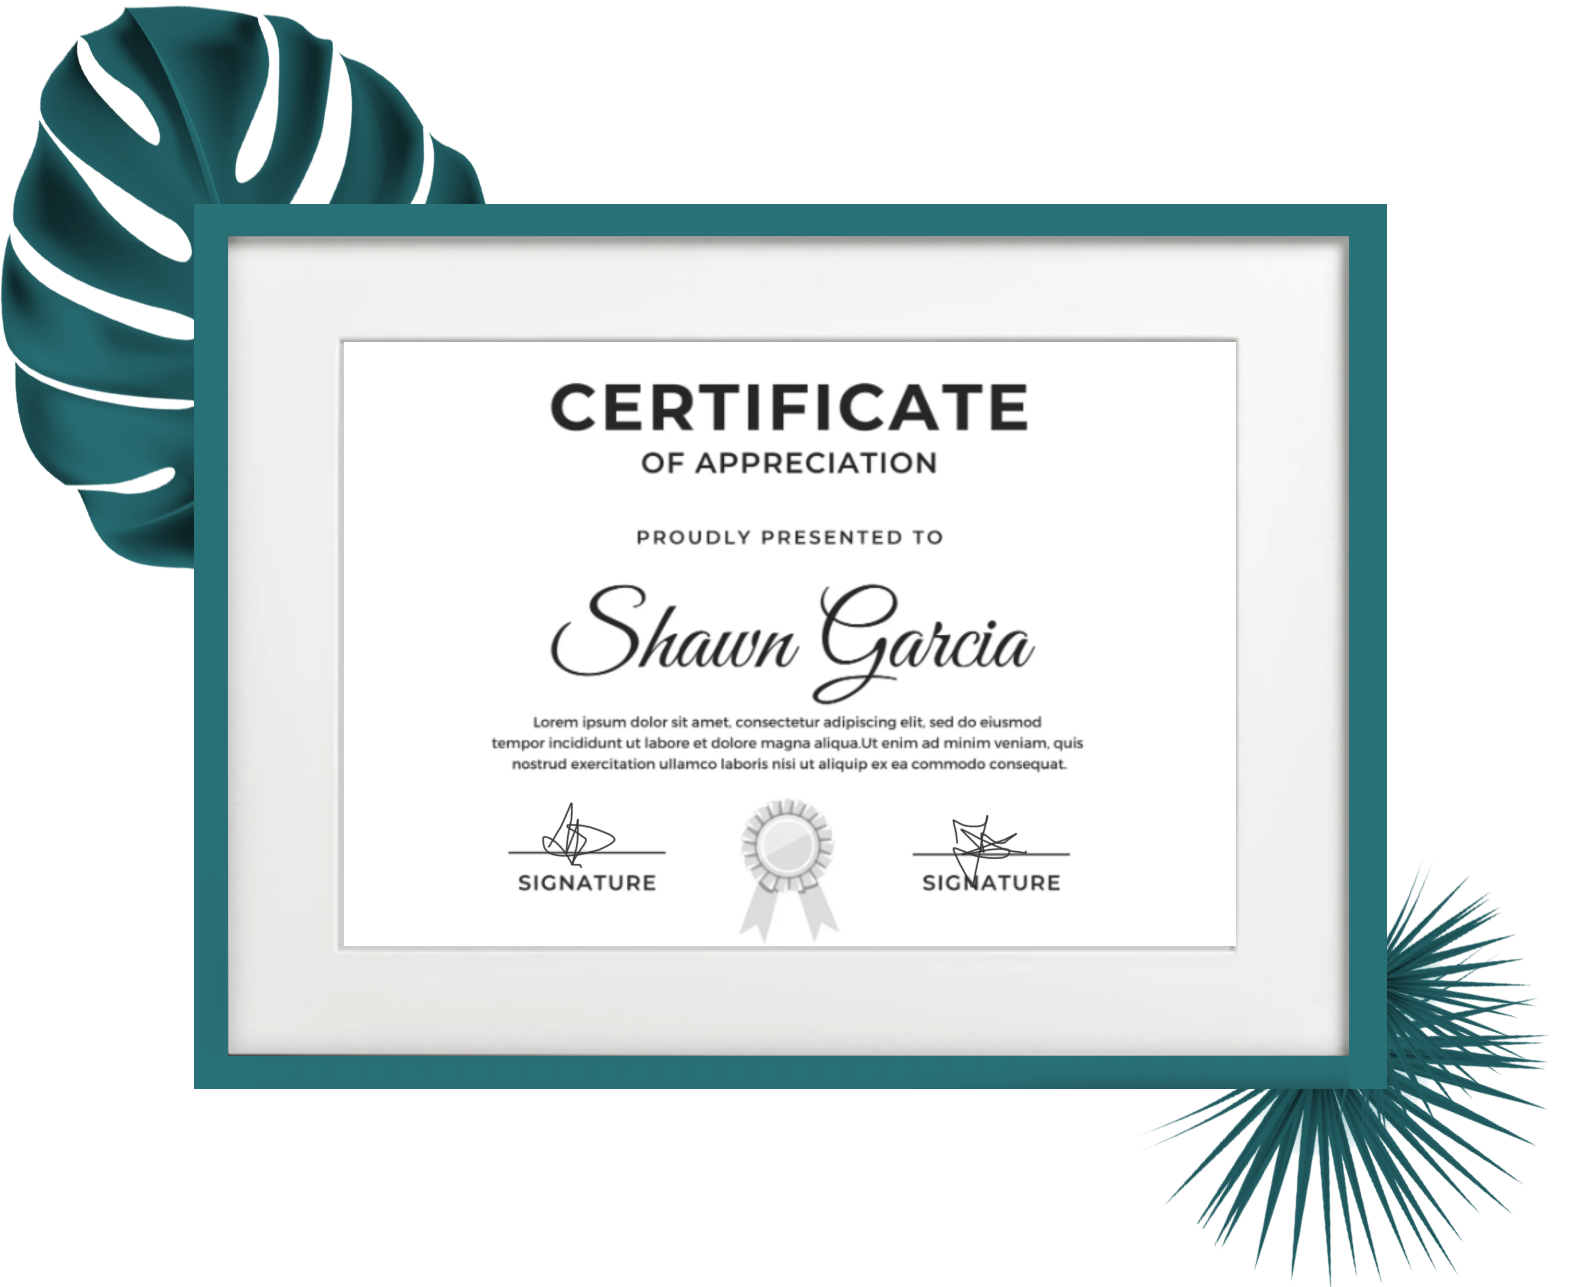 CERTIFICATE
OF APPRECIATION
PROUDLY PRESENTED TO
Shawn Garcia
Lorem ipsum dolor sit amet, consectetur adipiscing elit, sed do eiusmod
tempor incididunt ut labore et dolore magna aliqua.Ut enim ad minim veniam, quis
nostrud exercitation ullamco laboris nisi ut aliquip ex ea commodo consequat.
SIGNATURE
SIGNATURE